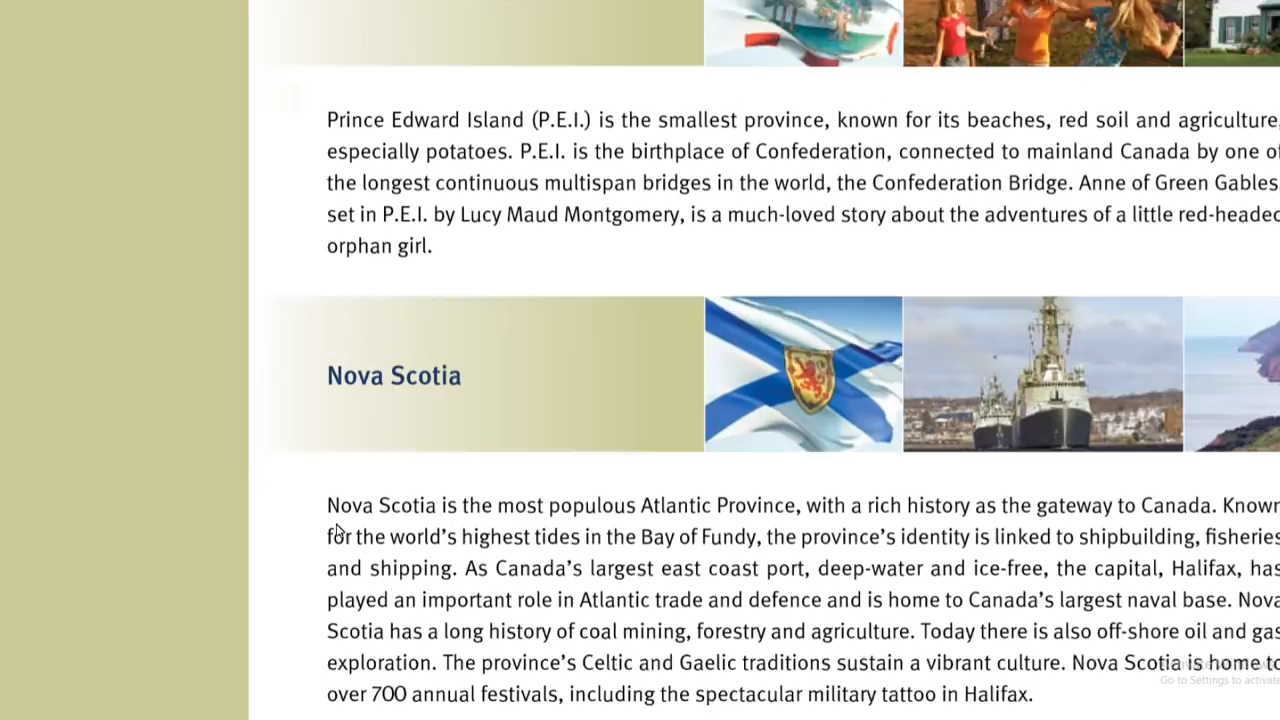 Prince Edward Island (P.E.I.) is the smallest province, known for its beaches, red soil and agriculture,
especially potatoes. P.E.I. is the birthplace of Confederation, connected to mainland Canada by one of
the longest continuous multispan bridges in the world, the Confederation Bridge. Anne of Green Gables,
set in P.E.I. by Lucy Maud Montgomery, is a much-loved story about the adventures of a little red-headed
orphan girl.
Nova Scotia
Nova Scotia is the most populous Atlantic Province, with a rich history as the gateway to Canada. Known
for the world’s highest tides in the Bay of Fundy, the province’s identity is linked to shipbuilding, fisheries
and shipping. As Canada’s largest east coast port, deep-water and ice-free, the capital, Halifax, has
played an important role in Atlantic trade and defence and is home to Canada’s largest naval base. Nova
Scotia has a long history of coal mining, forestry and agriculture. Today there is also off-shore oil and gas
exploration. The province’s Celtic and Gaelic traditions sustain a vibrant culture. Nova Scotia is home to
over 700 annual festivals, including the spectacular military tattoo in Halifax.
Go to Settings to activate